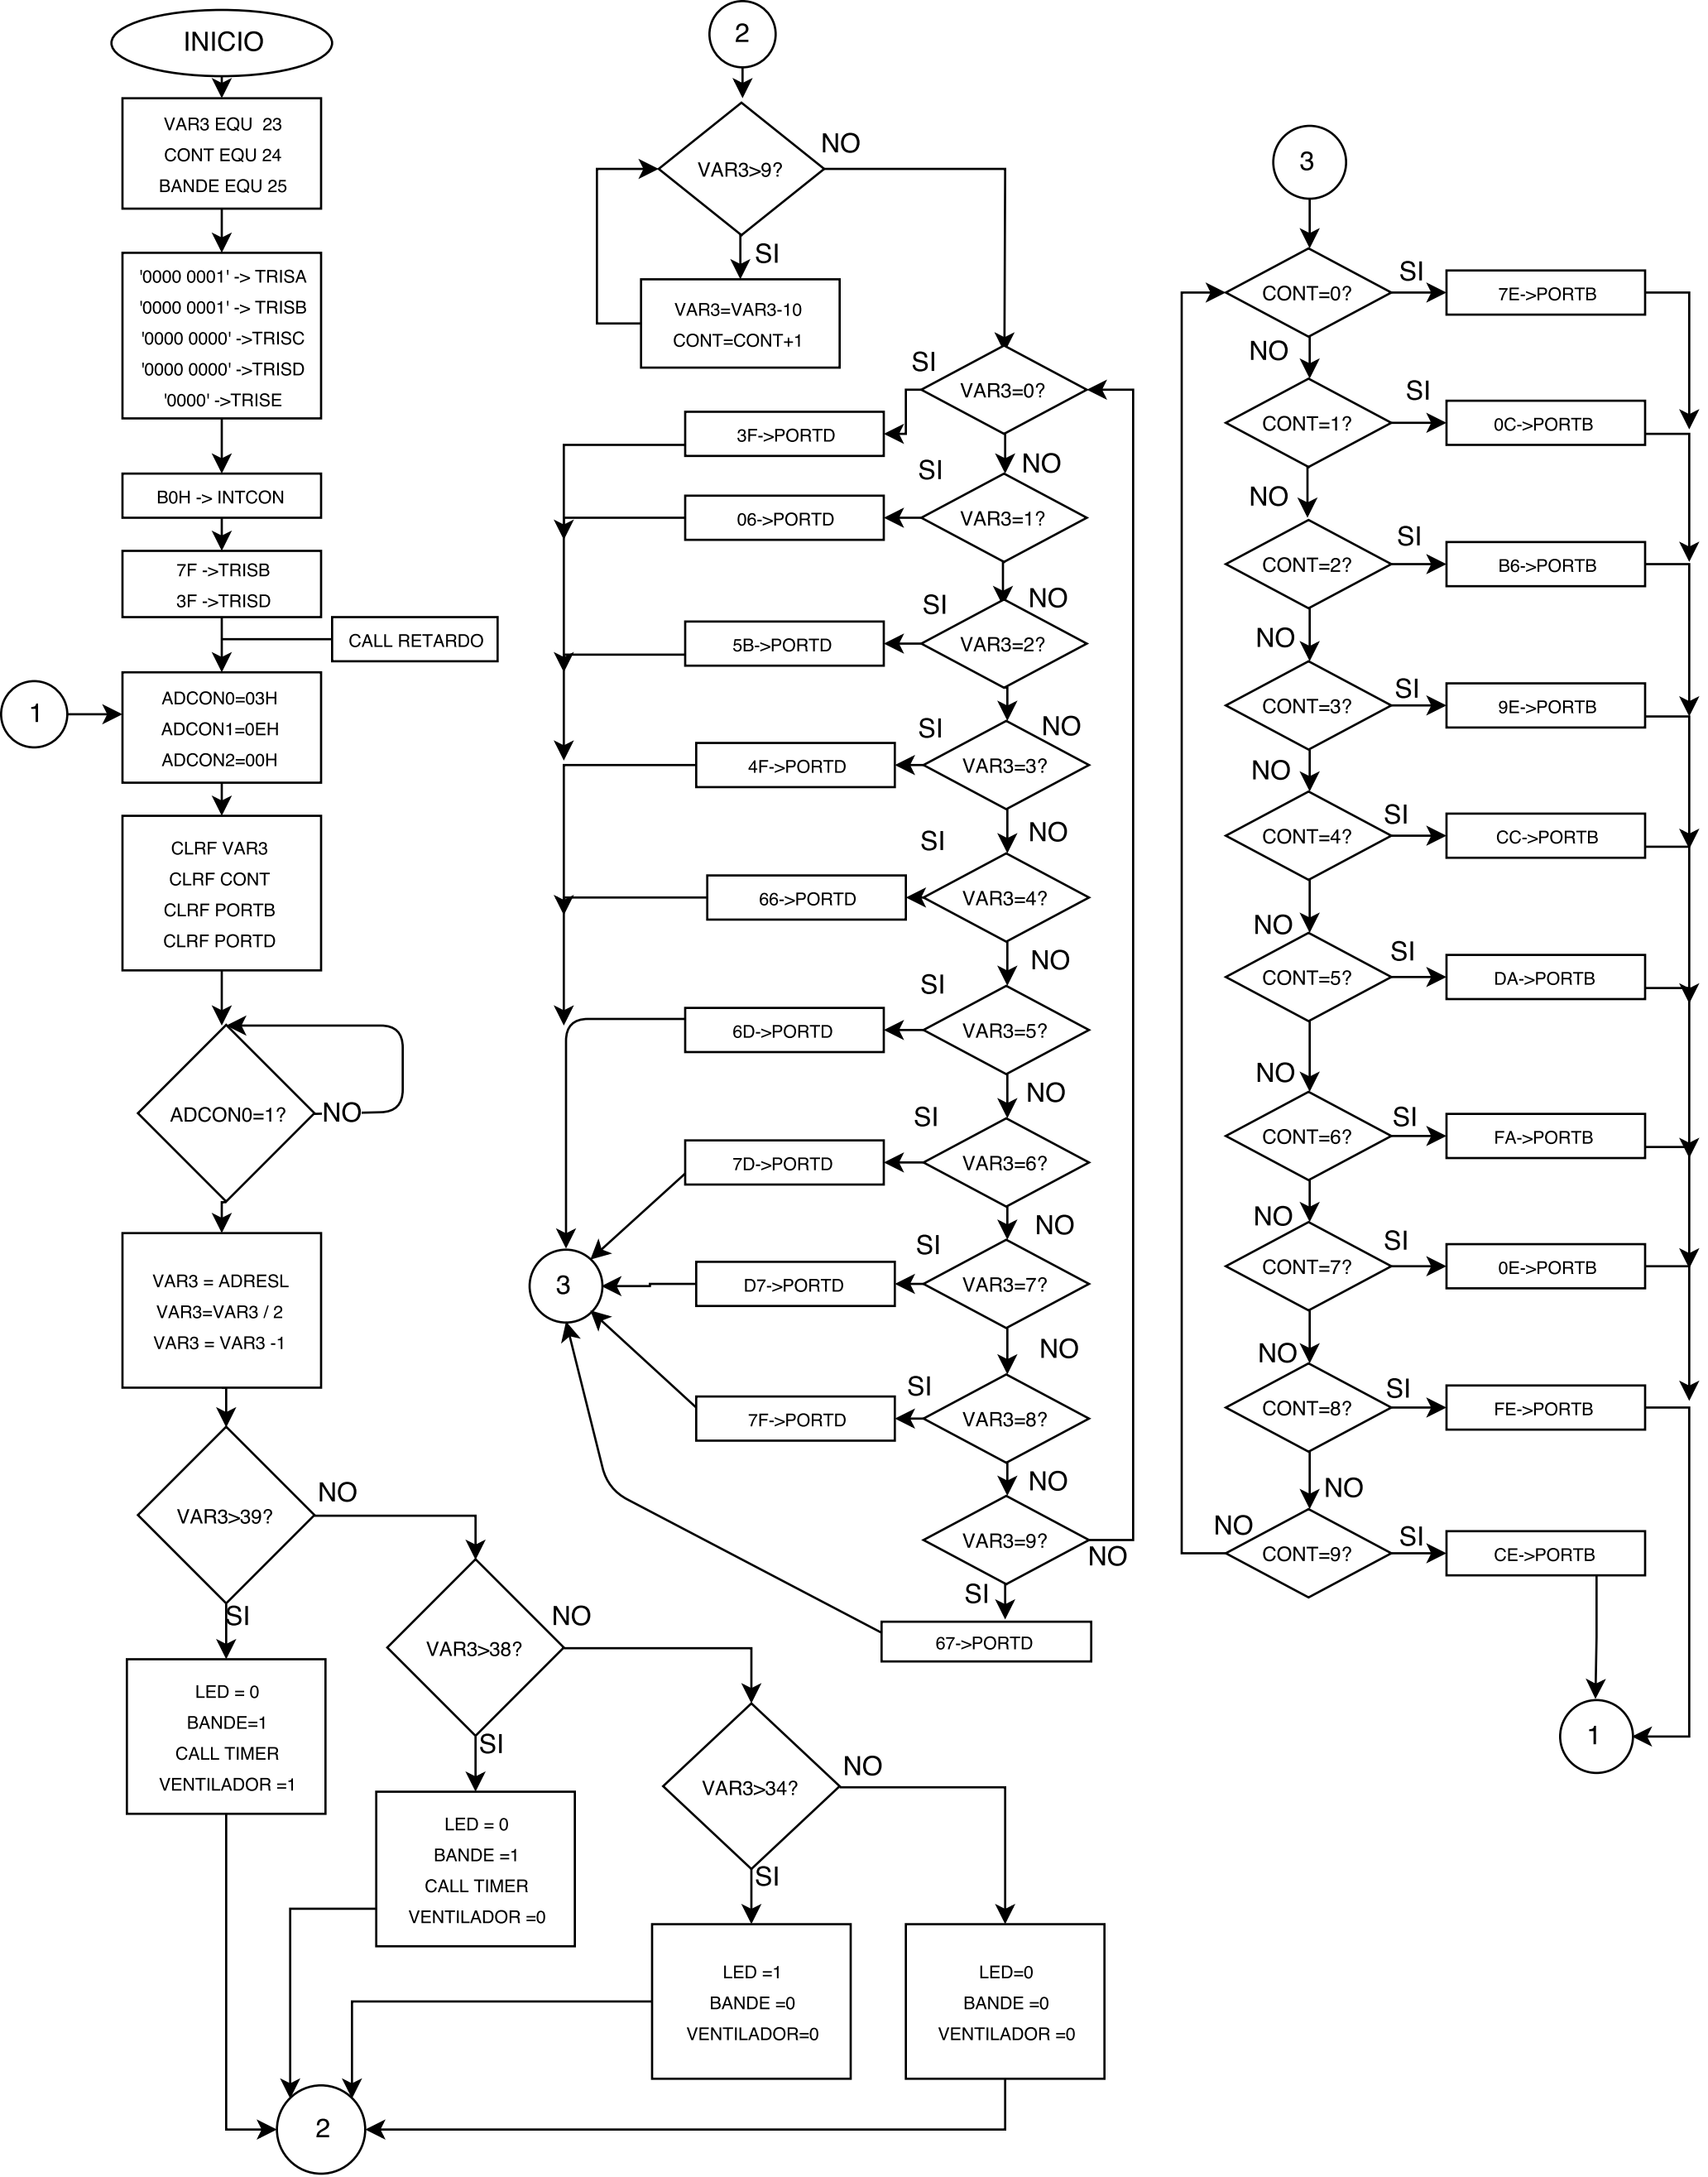 INICIO
VAR3 EQU 23
CONT EQU 24
BANDE EQU 25
'0000 0001' -> TRISA
'0000 0001' -> TRISB
'0000 0000' ->TRISC
'0000 0000' ->TRISD
'0000' ->TRISE
B0H -> INTCON
7F ->TRISB
3F ->TRISD
CALL RETARDO
1
ADCON0=03H
ADCON1=0EH
ADCON2=00H
CLRF VAR3
CLRF CONT
CLRF PORTB
CLRF PORTD
ADCON0=1?
NO
VAR3 = ADRESL
VAR3=VAR3 / 2
VAR3 = VAR3 -1
VAR3>39?
NO
SI
LED = 0
BANDE=1
CALL TIMER
VENTILADOR =1
VAR3>38?
NO
SI
LED = 0
BANDE =1
CALL TIMER
VENTILADOR =0
VAR3>34?
NO
SI
LED =1
BANDE =0
VENTILADOR=0
LED=0
BANDE =0
VENTILADOR =0
2
2
VAR3>9?
NO
SI
VAR3=VAR3-10
CONT=CONT+1
VAR3=0?
SI
3F->PORTD
NO
VAR3=1?
SI
06->PORTD
NO
VAR3=2?
SI
5B->PORTD
NO
VAR3=3?
SI
4F->PORTD
NO
VAR3=4?
SI
66->PORTD
NO
VAR3=5?
SI
6D->PORTD
NO
VAR3=6?
SI
7D->PORTD
NO
VAR3=7?
SI
D7->PORTD
NO
VAR3=8?
SI
7F->PORTD
NO
VAR3=9?
NO
SI
67->PORTD
3
3
CONT=0?
SI
7E->PORTB
NO
CONT=1?
SI
0C->PORTB
NO
CONT=2?
SI
B6->PORTB
NO
CONT=3?
SI
9E->PORTB
NO
CONT=4?
SI
CC->PORTB
NO
CONT=5?
SI
DA->PORTB
NO
CONT=6?
SI
FA->PORTB
NO
CONT=7?
SI
0E->PORTB
NO
CONT=8?
SI
FE->PORTB
NO
NO
CONT=9?
SI
CE->PORTB
1